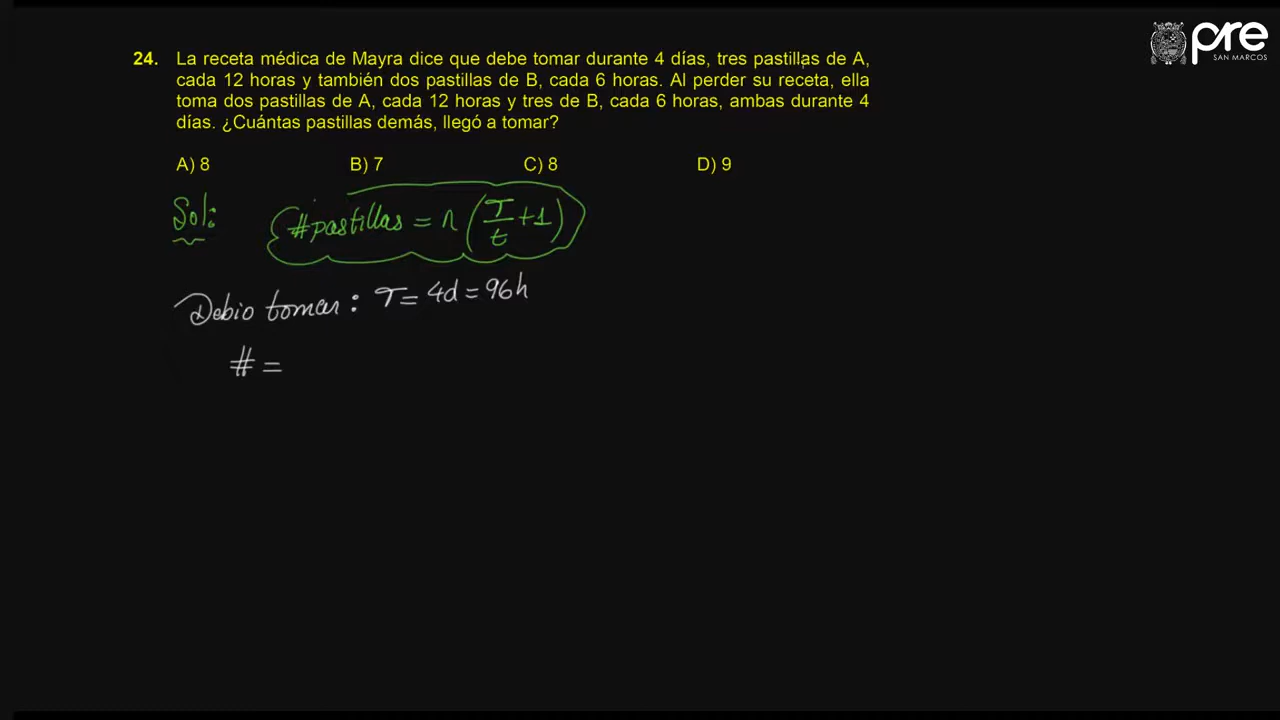 pre
SAN MARCOS
24. La receta médica de Mayra dice que debe tomar durante 4 días, tres pastillas de A,
cada 12 horas y también dos pastillas de B, cada 6 horas. Al perder su receta, ella
toma dos pastillas de A, cada 12 horas y tres de B, cada 6 horas, ambas durante 4
días. ¿Cuántas pastillas demás, llegó a tomar?
A) 8 B) 7 C) 8 D) 9
Sol: #pastillas = n (T/t + 1)
Debio tomar: T = 4d = 96h
# =